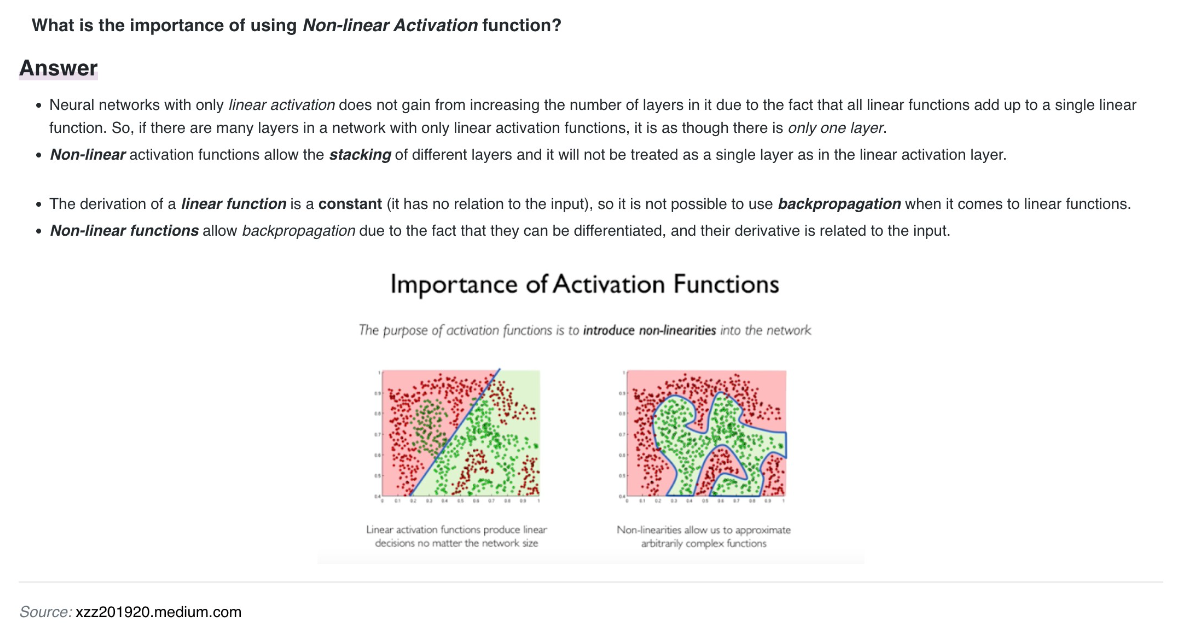 What is the importance of using Non-linear Activation function?
Answer
• Neural networks with only linear activation does not gain from increasing the number of layers in it due to the fact that all linear functions add up to a single linear
function. So, if there are many layers in a network with only linear activation functions, it is as though there is only one layer.
• Non-linear activation functions allow the stacking of different layers and it will not be treated as a single layer as in the linear activation layer.
• The derivation of a linear function is a constant (it has no relation to the input), so it is not possible to use backpropagation when it comes to linear functions.
• Non-linear functions allow backpropagation due to the fact that they can be differentiated, and their derivative is related to the input.
Importance of Activation Functions
The purpose of activation functions is to introduce non-linearities into the network
Linear activation functions produce linear
decisions no matter the network size
Non-linearities allow us to approximate
arbitrarily complex functions
Source: xzz201920.medium.com